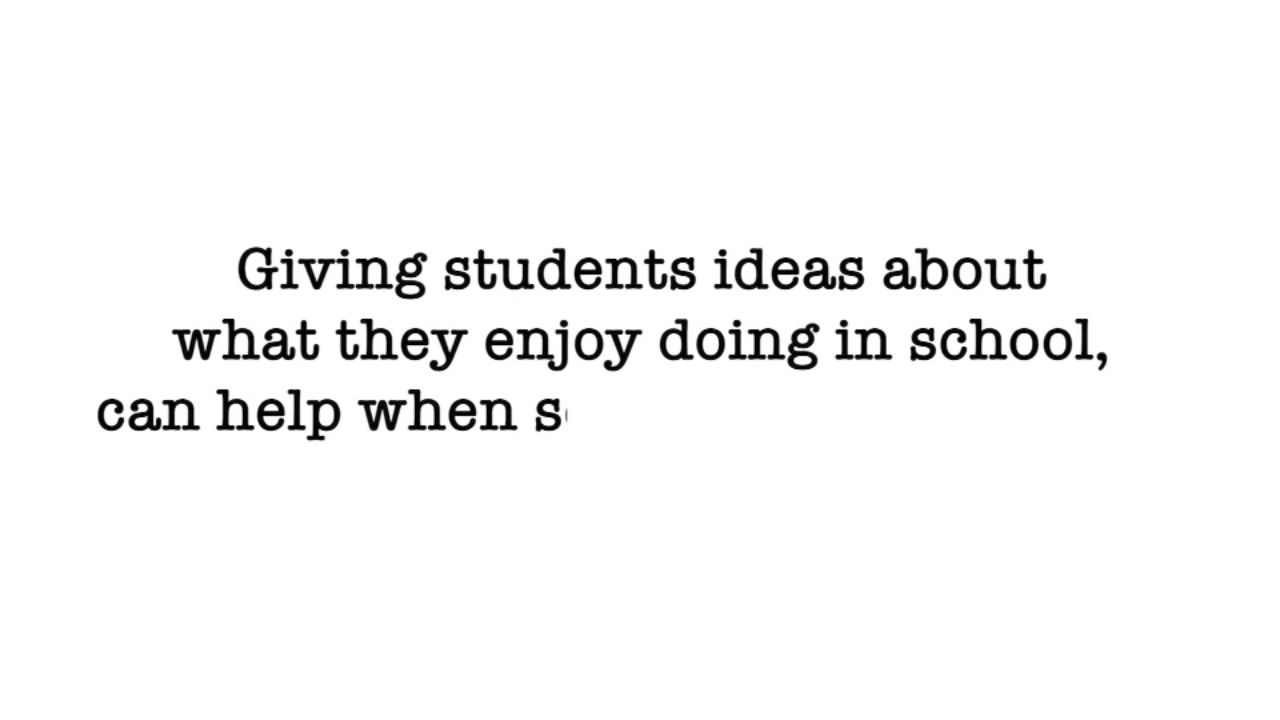 Giving students ideas about
what they enjoy doing in school,
can help when s